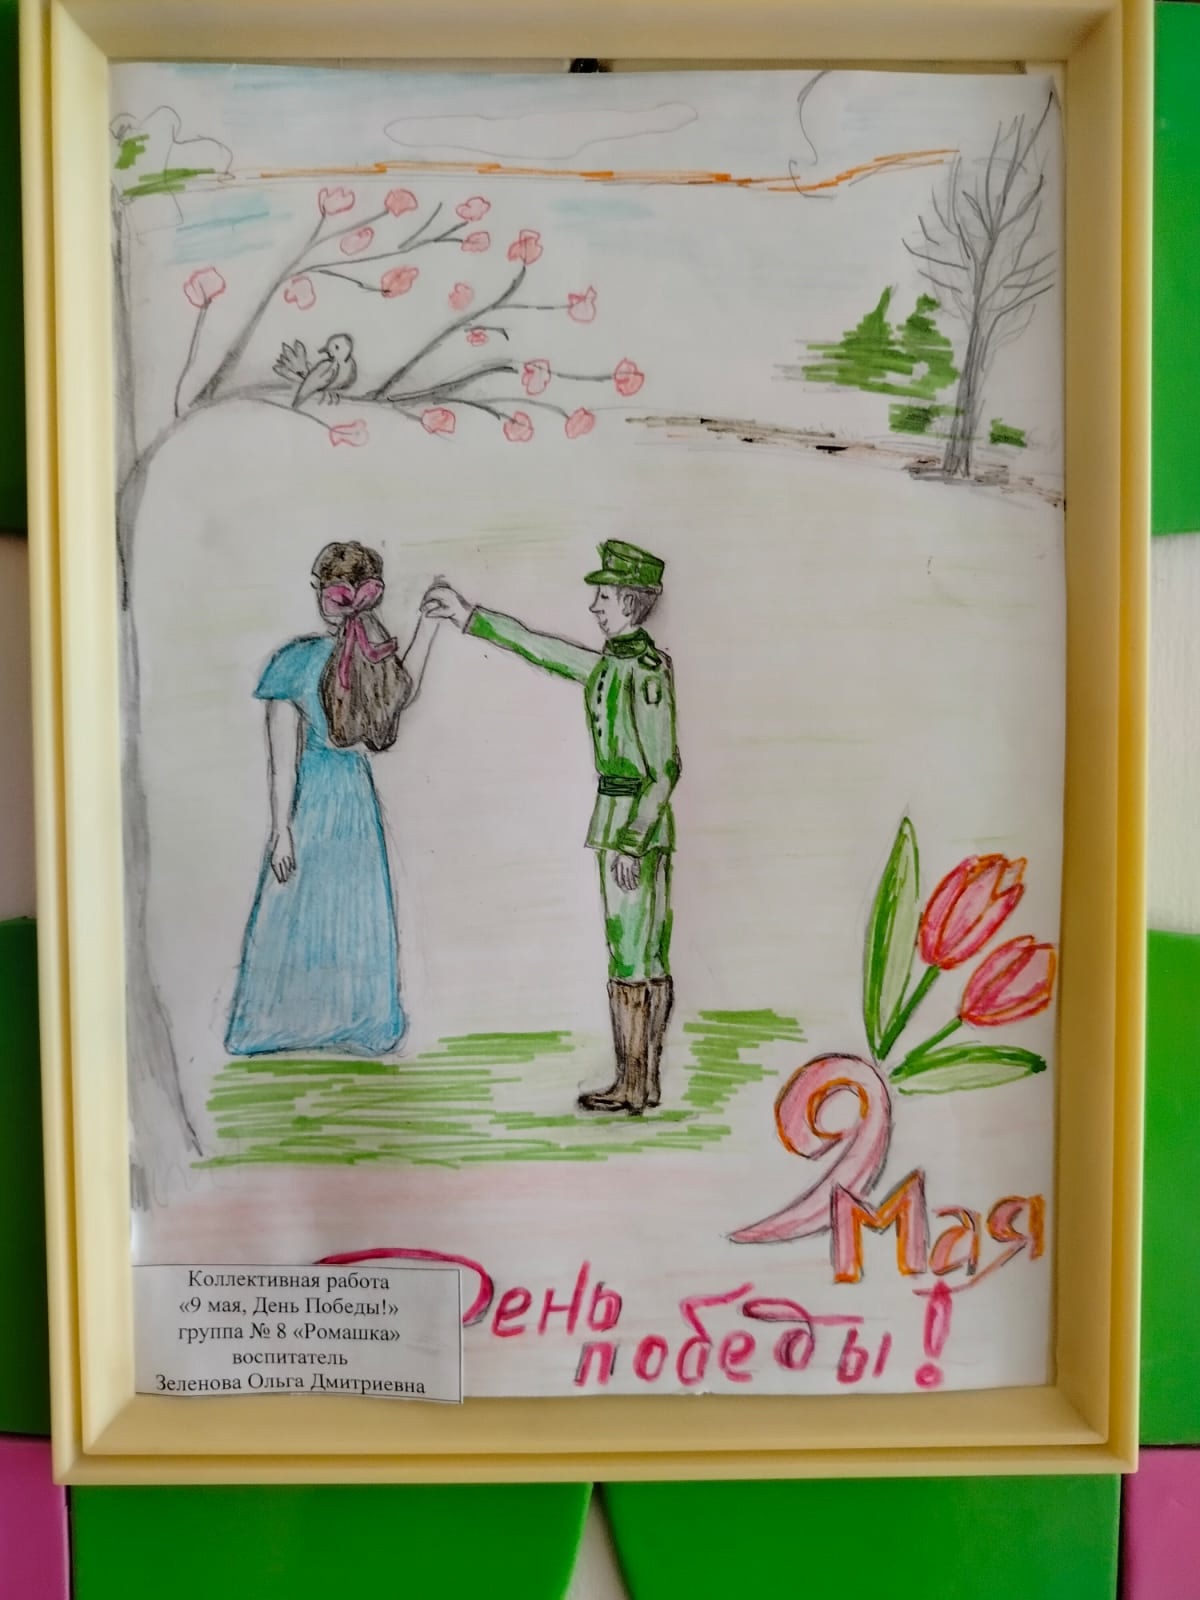 9 Мая
День
победы!
Коллективная работа
«9 мая, День Победы!»
группа № 8 «Ромашка»
воспитатель
Зеленова Ольга Дмитриевна